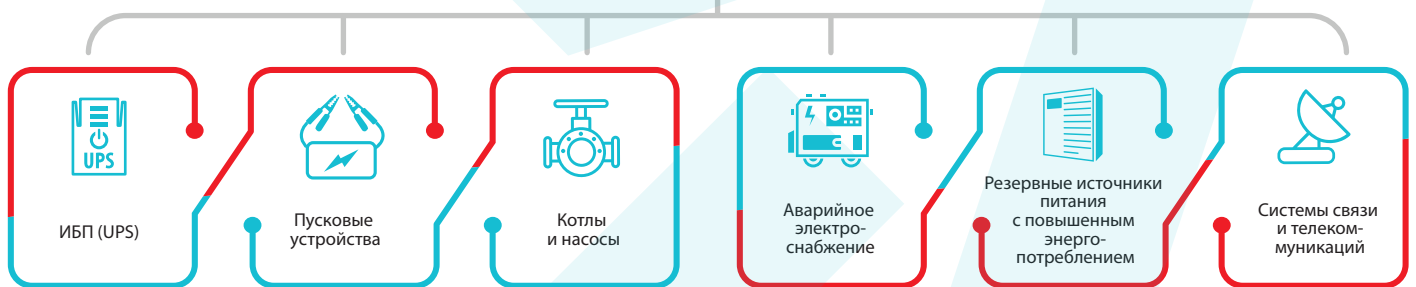 UPS
ИБП (UPS)
Пусковые
устройства
Котлы
и насосы
Аварийное
электро-
снабжение
Резервные источники
питания
с повышенным
энерго-
потреблением
Системы связи
и телеком-
муникаций